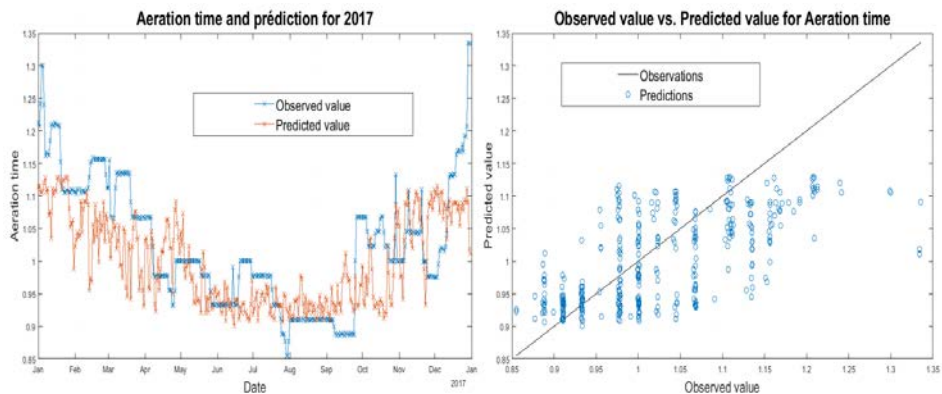 Aeration time and prédiction for 2017
1.35
1.3
1.25
1.2
1.15
1.1
1.05
1
0.95
0.9
0.85
Aeration time
Observed value
Predicted value
Jan Feb Mar Apr May Jun Jul Aug Sep Oct Nov Dec Jan
2017
Date
Observed value vs. Predicted value for Aeration time
1.35
1.3
1.25
1.2
1.15
1.1
1.05
1
0.95
0.9
0.85
Predicted value
Observations
Predictions
0.85 0.9 0.95 1 1.05 1.1 1.15 1.2 1.25 1.3 1.35
Observed value